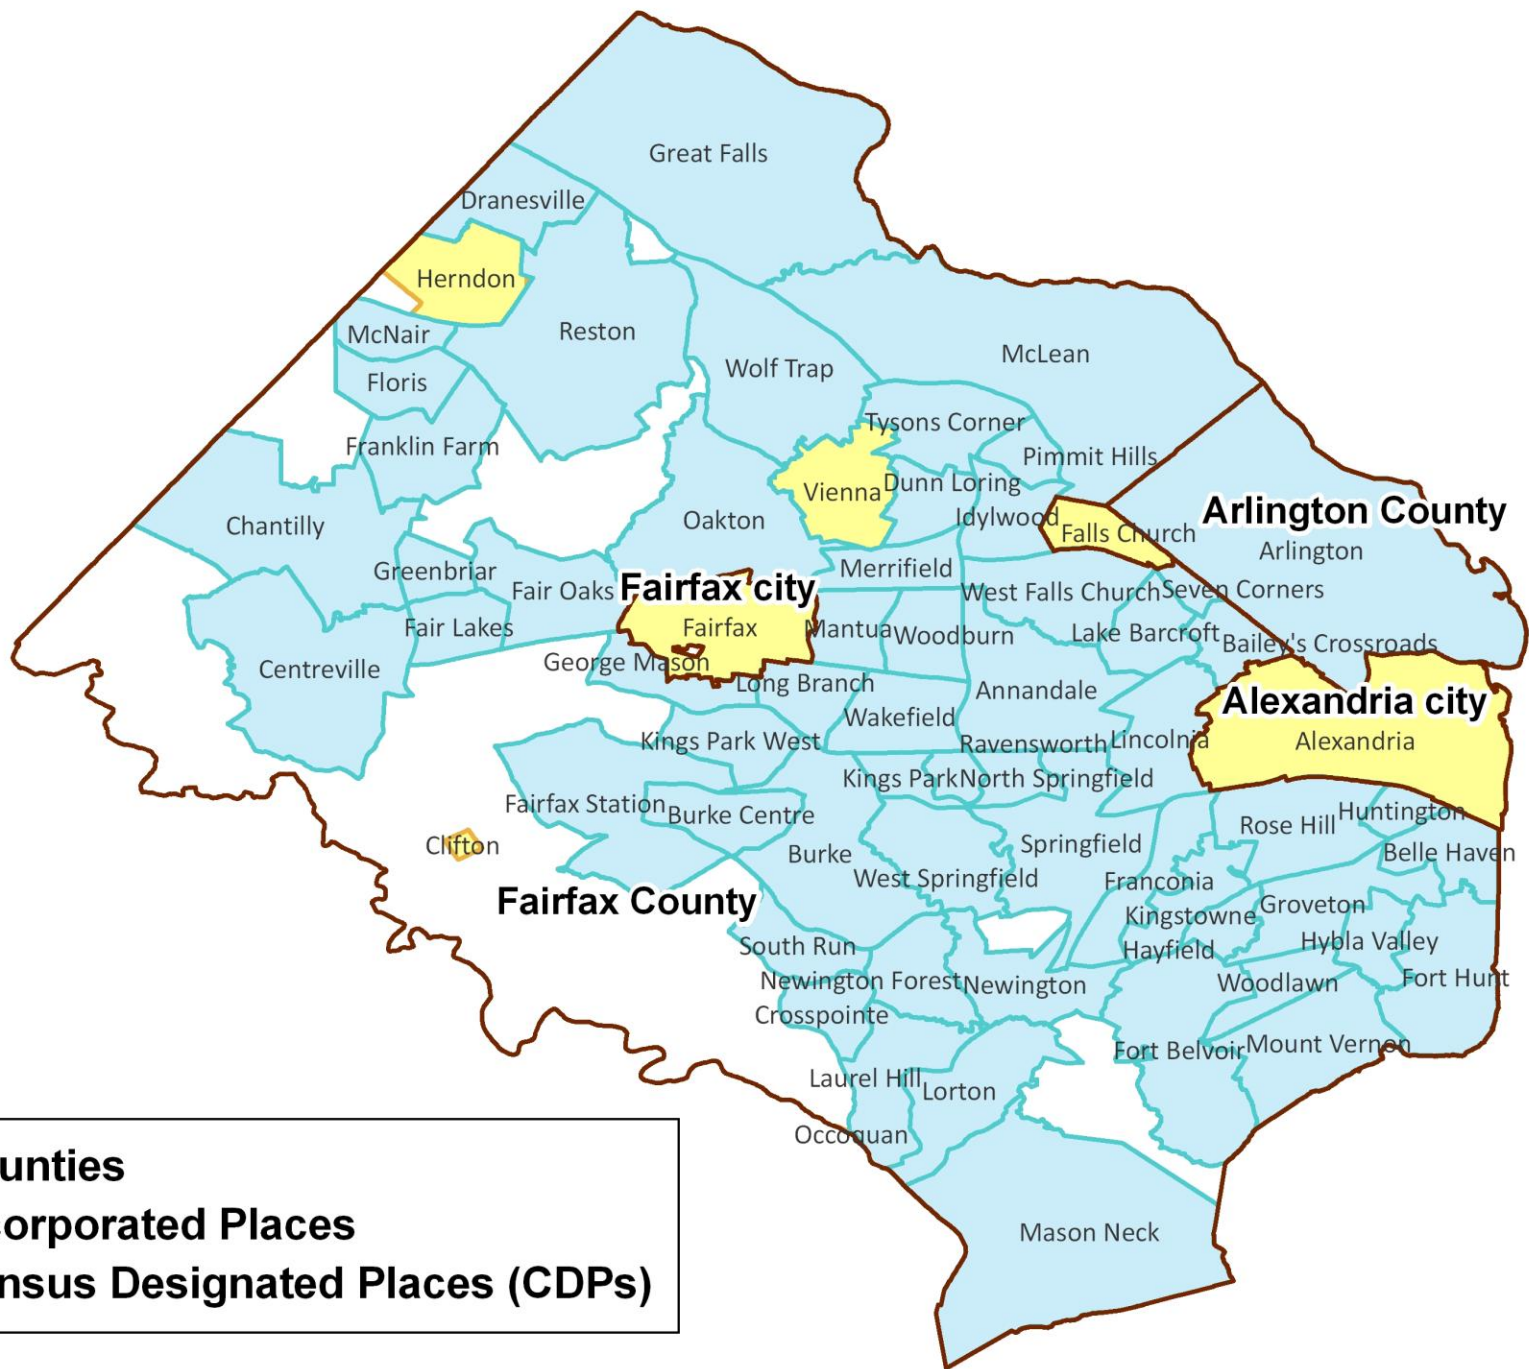 Great Falls
Dranesville
Herndon
Reston
McNair
McLean
Wolf Trap
Floris
Tysons Corner
Franklin Farm
Pimmit Hills
Vienna
Dunn Loring
Arlington County
Chantilly
Oakton
Idylwood
Falls Church
Arlington
Greenbriar
Merrifield
Fair Oaks
Fairfax city
West Falls Church
Seven Corners
Fair Lakes
Fairfax
Mantua
Woodburn
Lake Barcroft
Bailey's Crossroads
Centreville
George Mason
Long Branch
Annandale
Alexandria city
Wakefield
Kings Park West
Ravensworth
Lincolnia
Alexandria
Kings Park
North Springfield
Fairfax Station
Burke Centre
Huntington
Rose Hill
Clifton
Burke
Springfield
Belle Haven
West Springfield
Franconia
Fairfax County
Kingstowne
Groveton
South Run
Hayfield
Hybla Valley
Newington Forest
Newington
Woodlawn
Fort Hunt
Crosspointe
Fort Belvoir
Mount Vernon
Laurel Hill
Lorton
Occoquan
Mason Neck
unties
corporated Places
nsus Designated Places (CDPs)